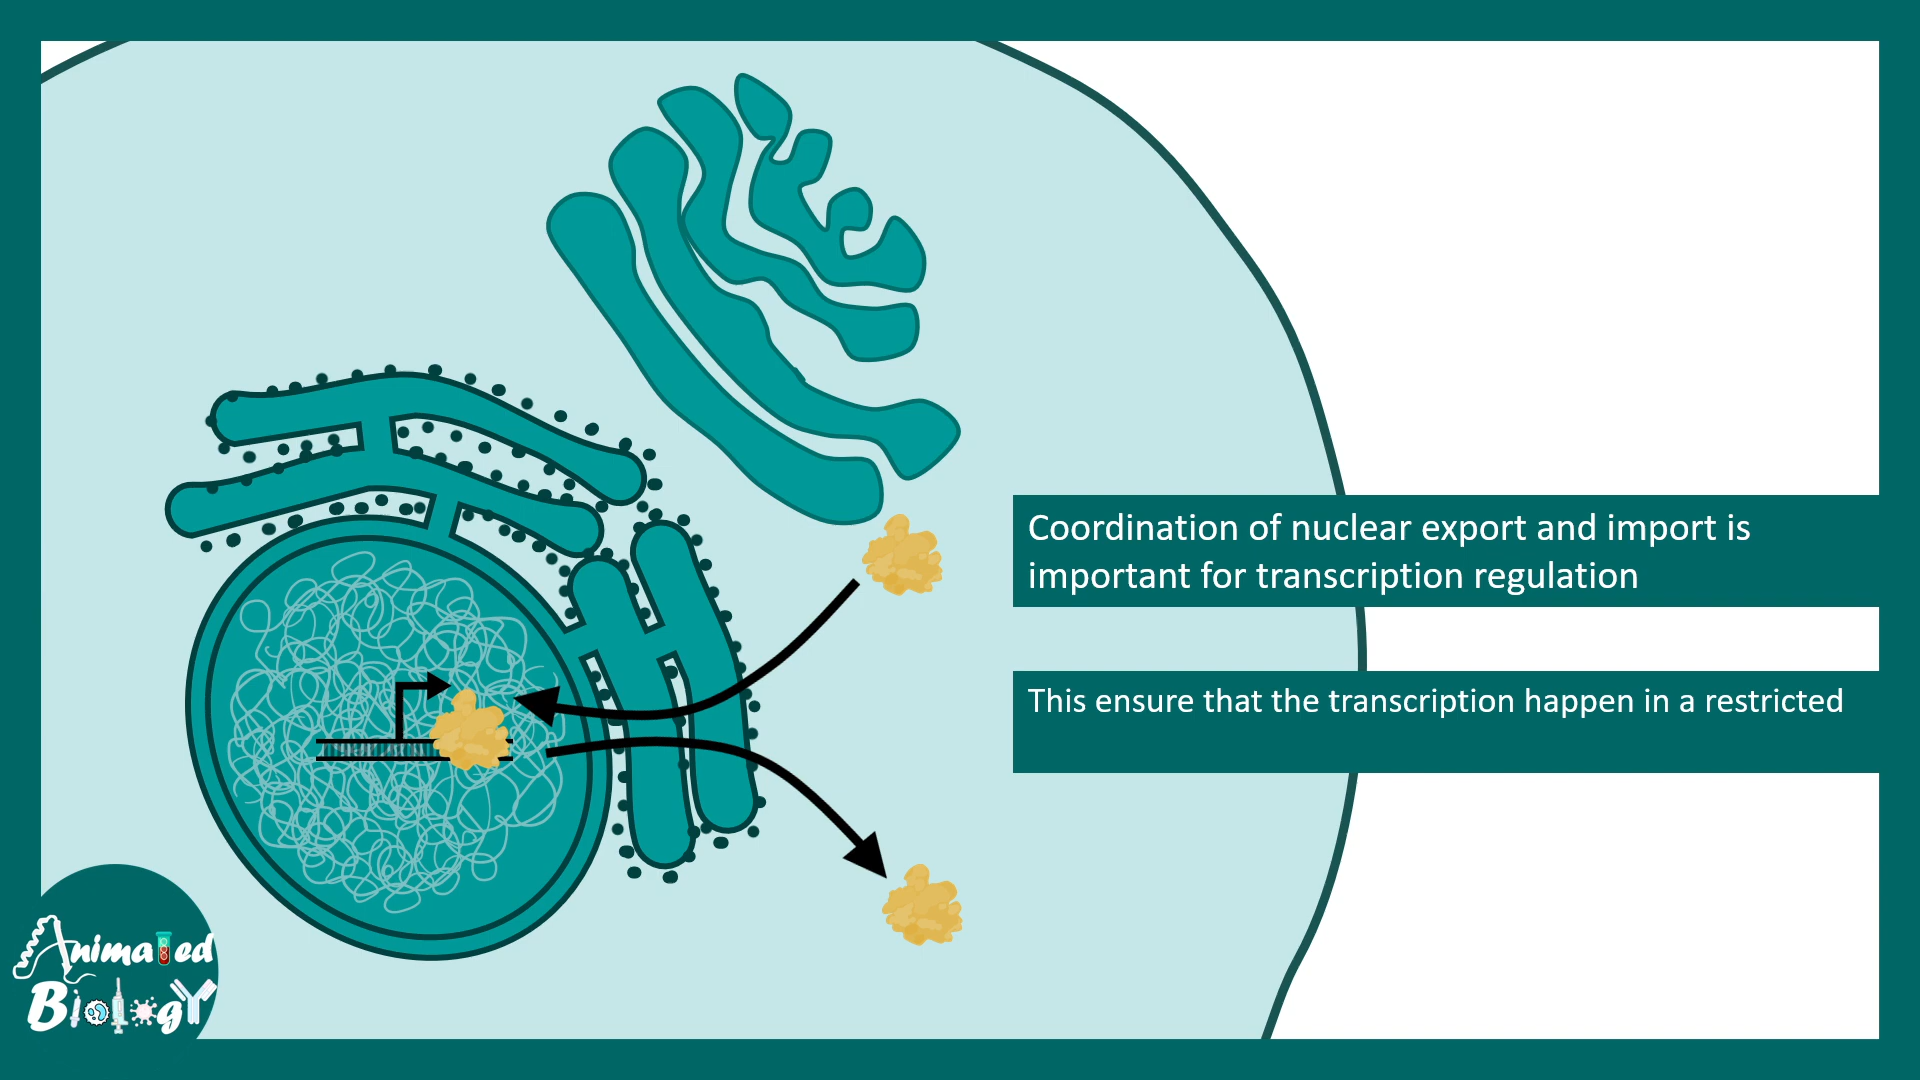 Coordination of nuclear export and import is
important for transcription regulation
This ensure that the transcription happen in a restricted
Animated
Biology